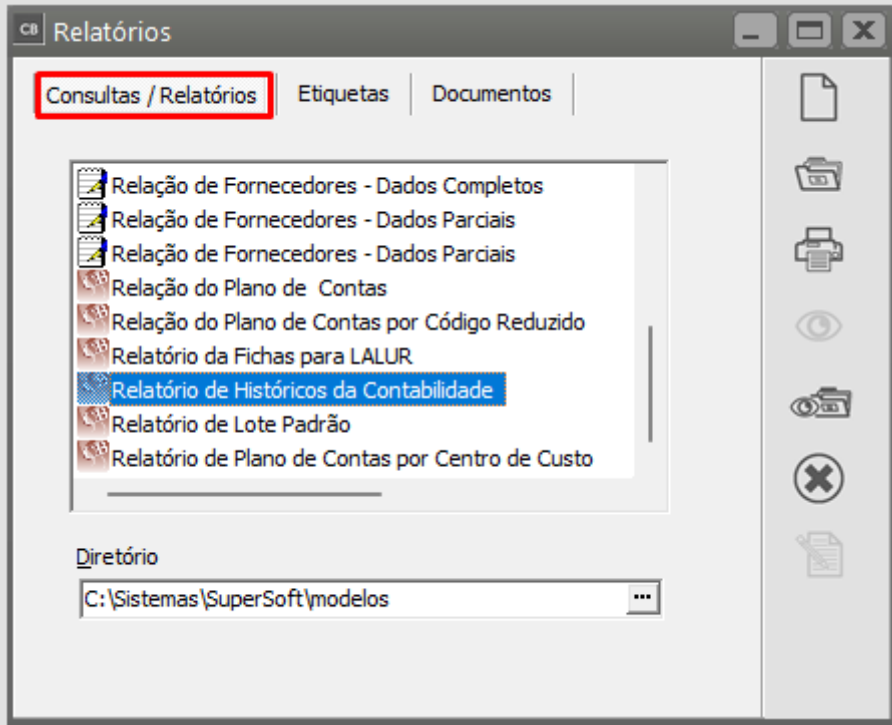 CB Relatórios
Consultas / Relatórios Etiquetas Documentos
Relação de Fornecedores - Dados Completos
Relação de Fornecedores - Dados Parciais
Relação de Fornecedores - Dados Parciais
Relação do Plano de  Contas
Relação do Plano de Contas por Código Reduzido
Relatório da Fichas para LALUR
Relatório de Históricos da Contabilidade
Relatório de Lote Padrão
Relatório de Plano de Contas por Centro de Custo
Diretório
C:\Sistemas\SuperSoft\modelos ...